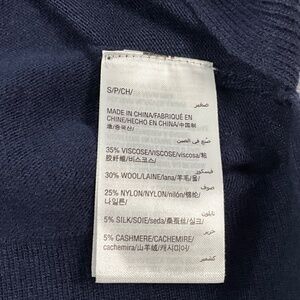 S/P/CH/
صغير
MADE IN CHINA/FABRIQUÉ EN
CHINE/HECHO EN CHINA/中国制
造/중국산/
صنع في الصين
35% VISCOSE/VISCOSE/viscosa/粘
胶纤维/비스코스/
فيسكوز
30% WOOL/LAINE/lana/羊毛/울/
صوف
25% NYLON/NYLON/nilón/锦纶/
나일론/
نايلون
5% SILK/SOIE/seda/桑蚕丝/실크/
حرير
5% CASHMERE/CACHEMIRE/
cachemira/山羊绒/캐시미어/
كشمير